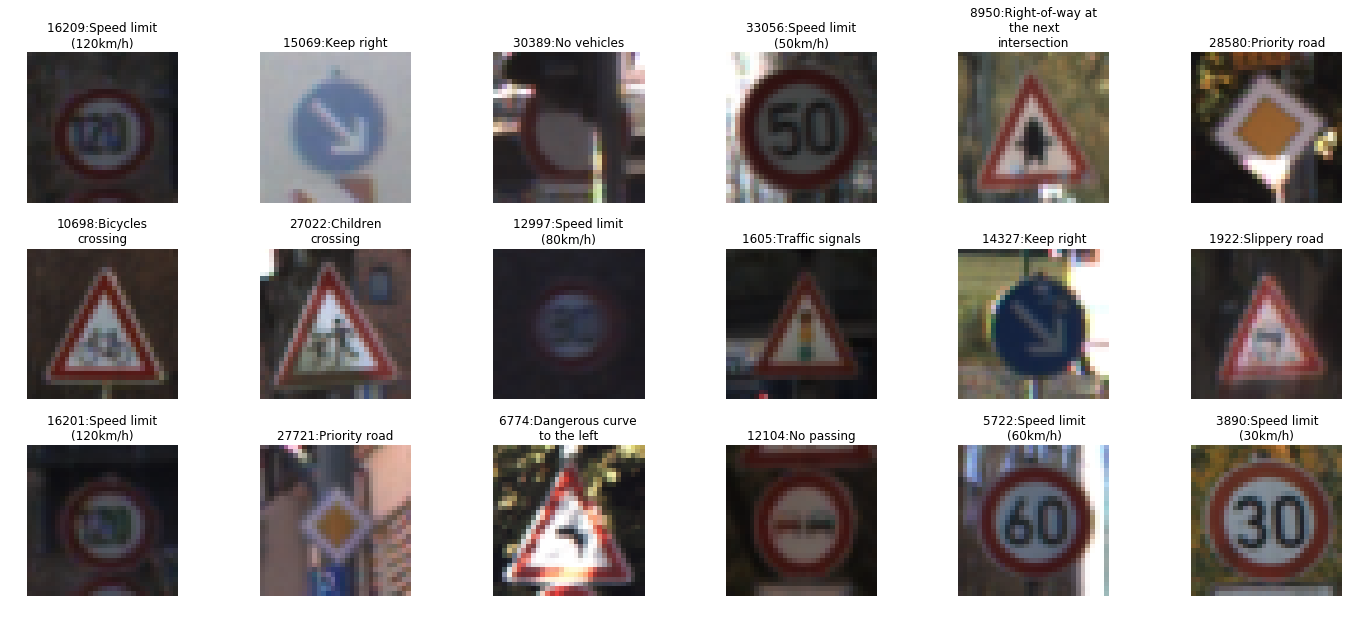 16209:Speed limit
(120km/h)
15069:Keep right
30389:No vehicles
33056:Speed limit
(50km/h)
8950:Right-of-way at
the next
intersection
28580:Priority road
120
50
10698:Bicycles
crossing
27022:Children
crossing
12997:Speed limit
(80km/h)
1605:Traffic signals
14327:Keep right
1922:Slippery road
16201:Speed limit
(120km/h)
27721:Priority road
6774:Dangerous curve
to the left
12104:No passing
5722:Speed limit
(60km/h)
3890:Speed limit
(30km/h)
60
30